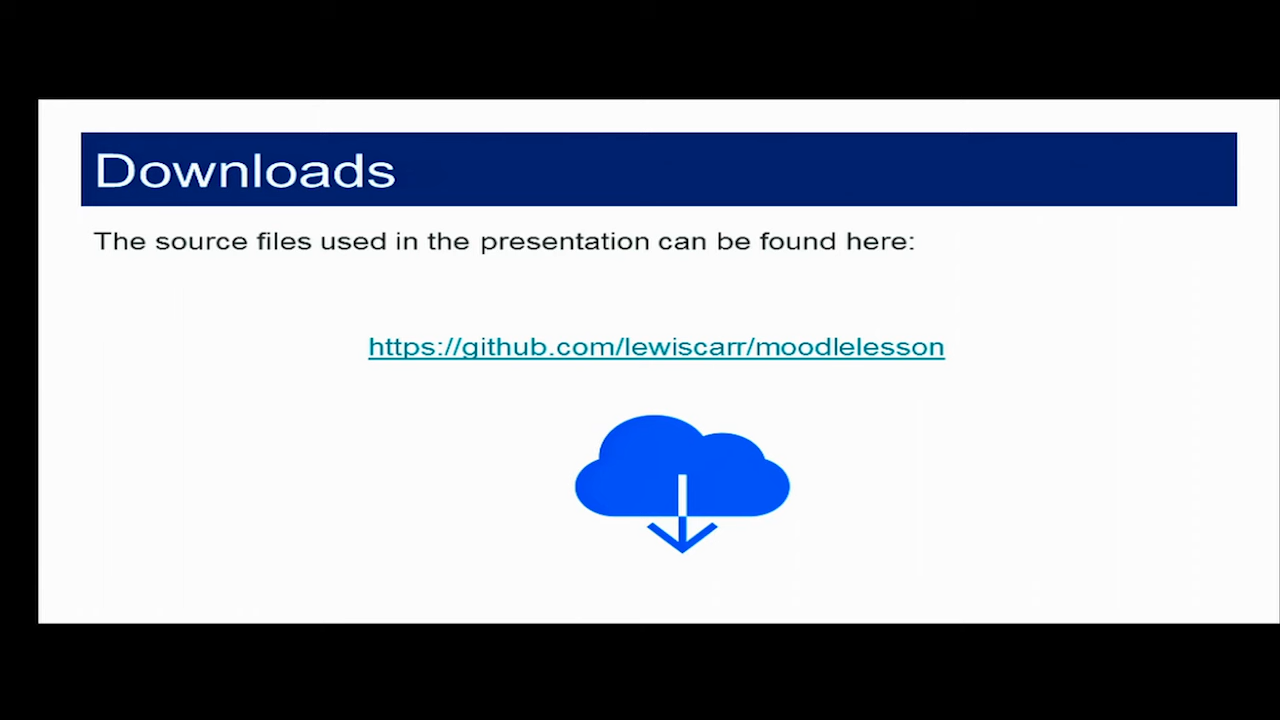 Downloads
The source files used in the presentation can be found here:
https://github.com/lewiscarr/moodlelesson